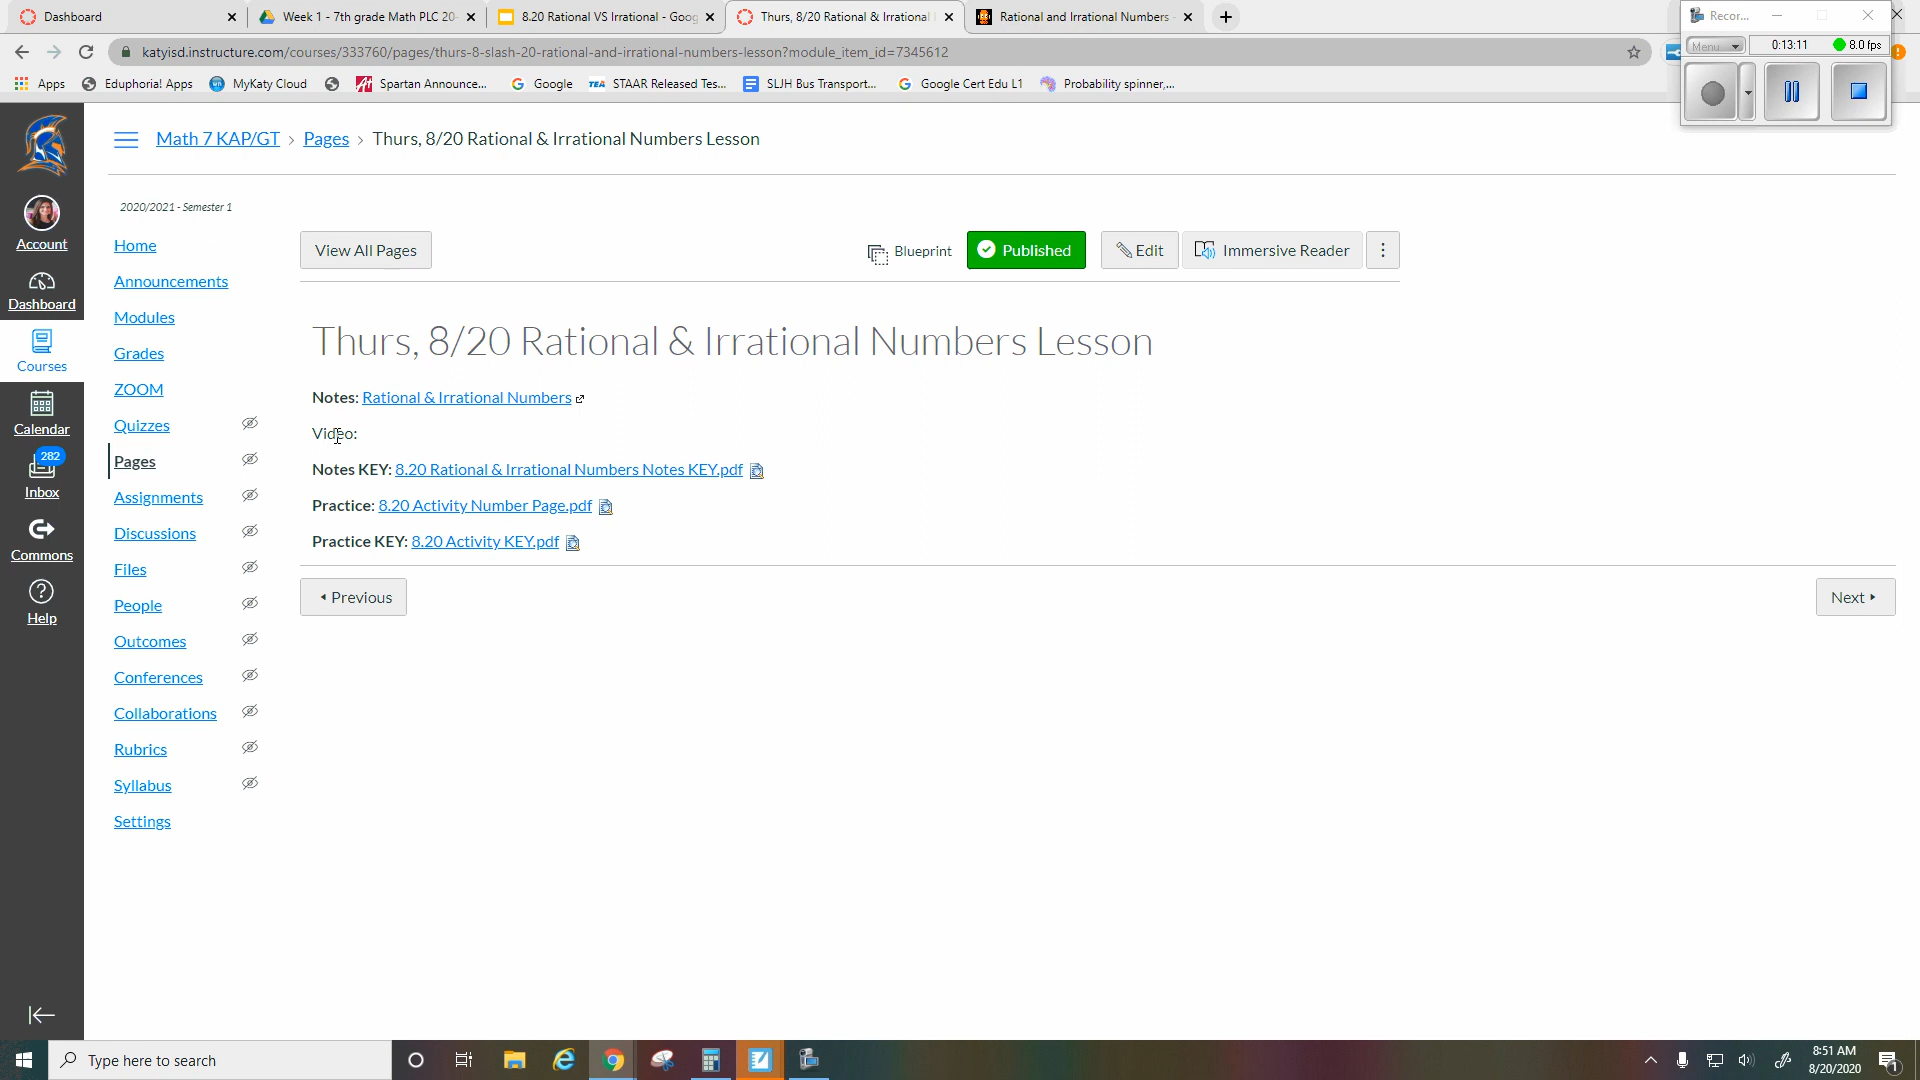 Dashboard
Week 1 - 7th grade Math PLC 20-
8.20 Rational VS Irrational - Goog
Thurs, 8/20 Rational & Irrational
Rational and Irrational Numbers
Recor...
katyisd.instructure.com/courses/333760/pages/thurs-8-slash-20-rational-and-irrational-numbers-lesson?module_item_id=7345612
Menu
0:13:11
8.0 fps
Apps
Eduphoria! Apps
MyKaty Cloud
Spartan Announce...
Google
TEA STAAR Released Tes...
SLJH Bus Transport...
Google Cert Edu L1
Probability spinner,...
Math 7 KAP/GT > Pages > Thurs, 8/20 Rational & Irrational Numbers Lesson
2020/2021 - Semester 1
Account
Dashboard
Courses
Calendar
282
Inbox
Commons
Help
Home
Announcements
Modules
Grades
ZOOM
Quizzes
Pages
Assignments
Discussions
Files
People
Outcomes
Conferences
Collaborations
Rubrics
Syllabus
Settings
View All Pages
Blueprint
Published
Edit
Immersive Reader
Thurs, 8/20 Rational & Irrational Numbers Lesson
Notes: Rational & Irrational Numbers
Video:
Notes KEY: 8.20 Rational & Irrational Numbers Notes KEY.pdf
Practice: 8.20 Activity Number Page.pdf
Practice KEY: 8.20 Activity KEY.pdf
Previous
Next
Type here to search
8:51 AM
8/20/2020
1